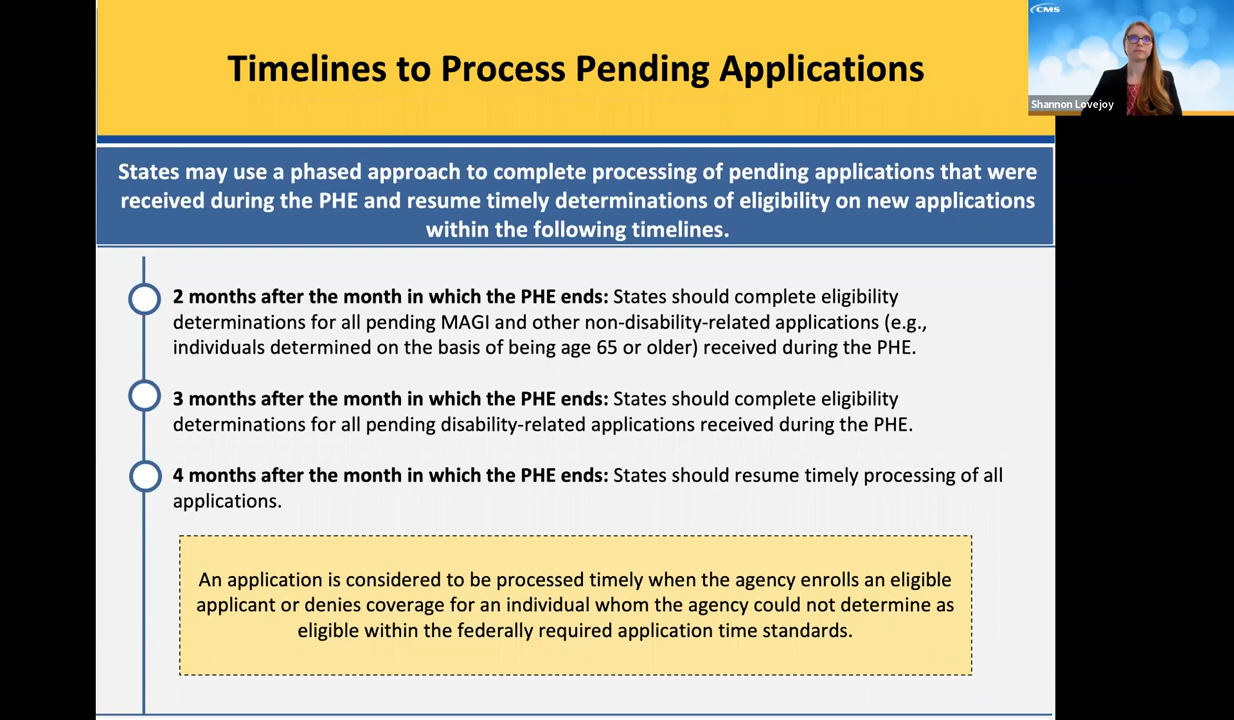 Timelines to Process Pending Applications
CMS
Shannon Lovejoy
States may use a phased approach to complete processing of pending applications that were
received during the PHE and resume timely determinations of eligibility on new applications
within the following timelines.
2 months after the month in which the PHE ends: States should complete eligibility
determinations for all pending MAGI and other non-disability-related applications (e.g.,
individuals determined on the basis of being age 65 or older) received during the PHE.
3 months after the month in which the PHE ends: States should complete eligibility
determinations for all pending disability-related applications received during the PHE.
4 months after the month in which the PHE ends: States should resume timely processing of all
applications.
An application is considered to be processed timely when the agency enrolls an eligible
applicant or denies coverage for an individual whom the agency could not determine as
eligible within the federally required application time standards.